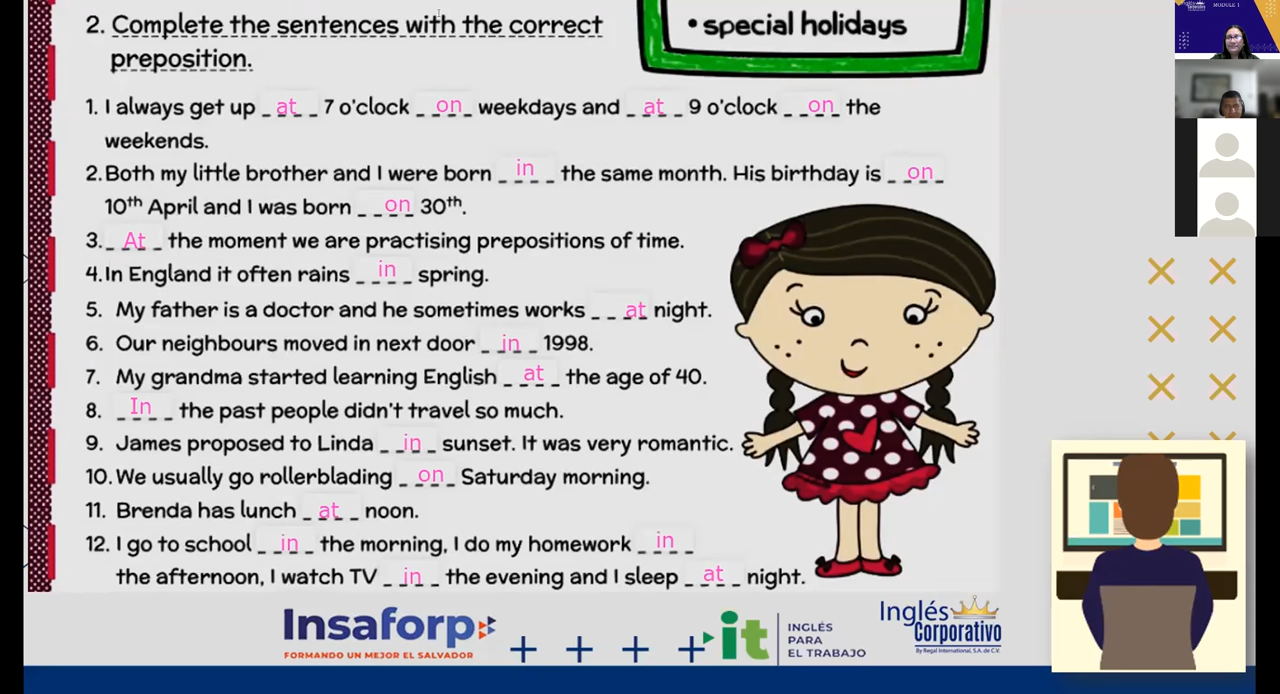 MODULE 1
• special holidays
2. Complete the sentences with the correct
preposition.
1. I always get up at 7 o'clock on weekdays and at 9 o'clock on the
weekends.
2. Both my little brother and I were born in the same month. His birthday is on
10th April and I was born on 30th.
3. At the moment we are practising prepositions of time.
4. In England it often rains in spring.
5. My father is a doctor and he sometimes works at night.
6. Our neighbours moved in next door in 1998.
7. My grandma started learning English at the age of 40.
8. In the past people didn't travel so much.
9. James proposed to Linda in sunset. It was very romantic.
10. We usually go rollerblading on Saturday morning.
11. Brenda has lunch at noon.
12. I go to school in the morning, I do my homework in
the afternoon, I watch TV in the evening and I sleep at night.
Insaforp
FORMANDO UN MEJOR EL SALVADOR
it
INGLÉS
PARA
EL TRABAJO
Inglés
Corporativo
By Regal International, S.A. de C.V.